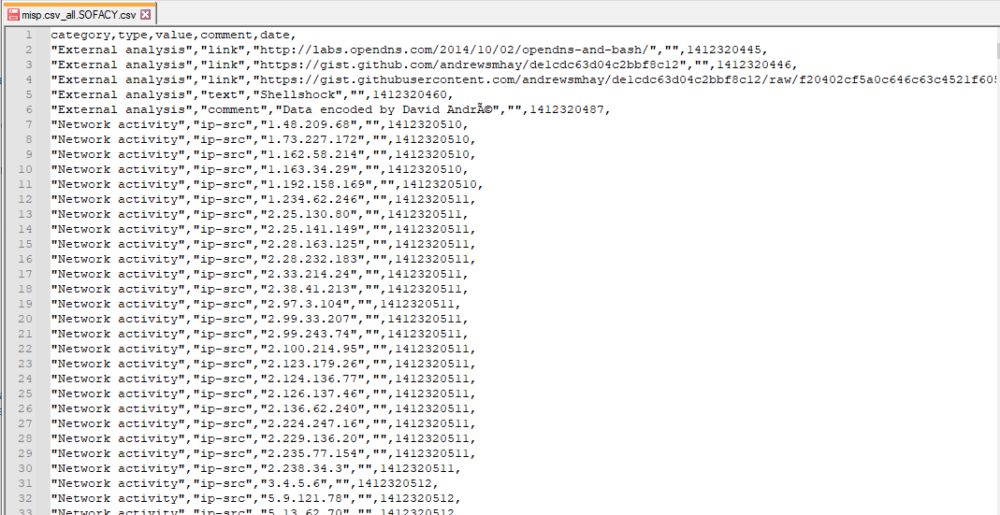 misp.csv_all.SOFACY.csv
1 category,type,value,comment,date,
2 "External analysis","link","http://labs.opendns.com/2014/10/02/opendns-and-bash/","",1412320445,
3 "External analysis","link","https://gist.github.com/andrewsmhay/de1cdc63d04c2bbf8c12","",1412320446,
4 "External analysis","link","https://gist.githubusercontent.com/andrewsmhay/de1cdc63d04c2bbf8c12/raw/f20402cf5a0c646c63c4521f605
5 "External analysis","text","Shellshock","",1412320460,
6 "External analysis","comment","Data encoded by David AndrÃ©","",1412320487,
7 "Network activity","ip-src","1.48.209.68","",1412320510,
8 "Network activity","ip-src","1.73.227.172","",1412320510,
9 "Network activity","ip-src","1.162.58.214","",1412320510,
10 "Network activity","ip-src","1.163.34.29","",1412320510,
11 "Network activity","ip-src","1.192.158.169","",1412320510,
12 "Network activity","ip-src","1.234.62.246","",1412320511,
13 "Network activity","ip-src","2.25.130.80","",1412320511,
14 "Network activity","ip-src","2.25.141.149","",1412320511,
15 "Network activity","ip-src","2.28.163.125","",1412320511,
16 "Network activity","ip-src","2.28.232.183","",1412320511,
17 "Network activity","ip-src","2.33.214.24","",1412320511,
18 "Network activity","ip-src","2.38.41.213","",1412320511,
19 "Network activity","ip-src","2.97.3.104","",1412320511,
20 "Network activity","ip-src","2.99.33.207","",1412320511,
21 "Network activity","ip-src","2.99.243.74","",1412320511,
22 "Network activity","ip-src","2.100.214.95","",1412320511,
23 "Network activity","ip-src","2.123.179.26","",1412320511,
24 "Network activity","ip-src","2.124.136.77","",1412320511,
25 "Network activity","ip-src","2.126.137.46","",1412320511,
26 "Network activity","ip-src","2.136.62.240","",1412320511,
27 "Network activity","ip-src","2.224.247.16","",1412320511,
28 "Network activity","ip-src","2.229.136.20","",1412320511,
29 "Network activity","ip-src","2.235.77.154","",1412320511,
30 "Network activity","ip-src","2.238.34.3","",1412320511,
31 "Network activity","ip-src","3.4.5.6","",1412320512,
32 "Network activity","ip-src","5.9.121.78","",1412320512,
33 "Network activity","ip-src","5.13.62.70","",1412320512